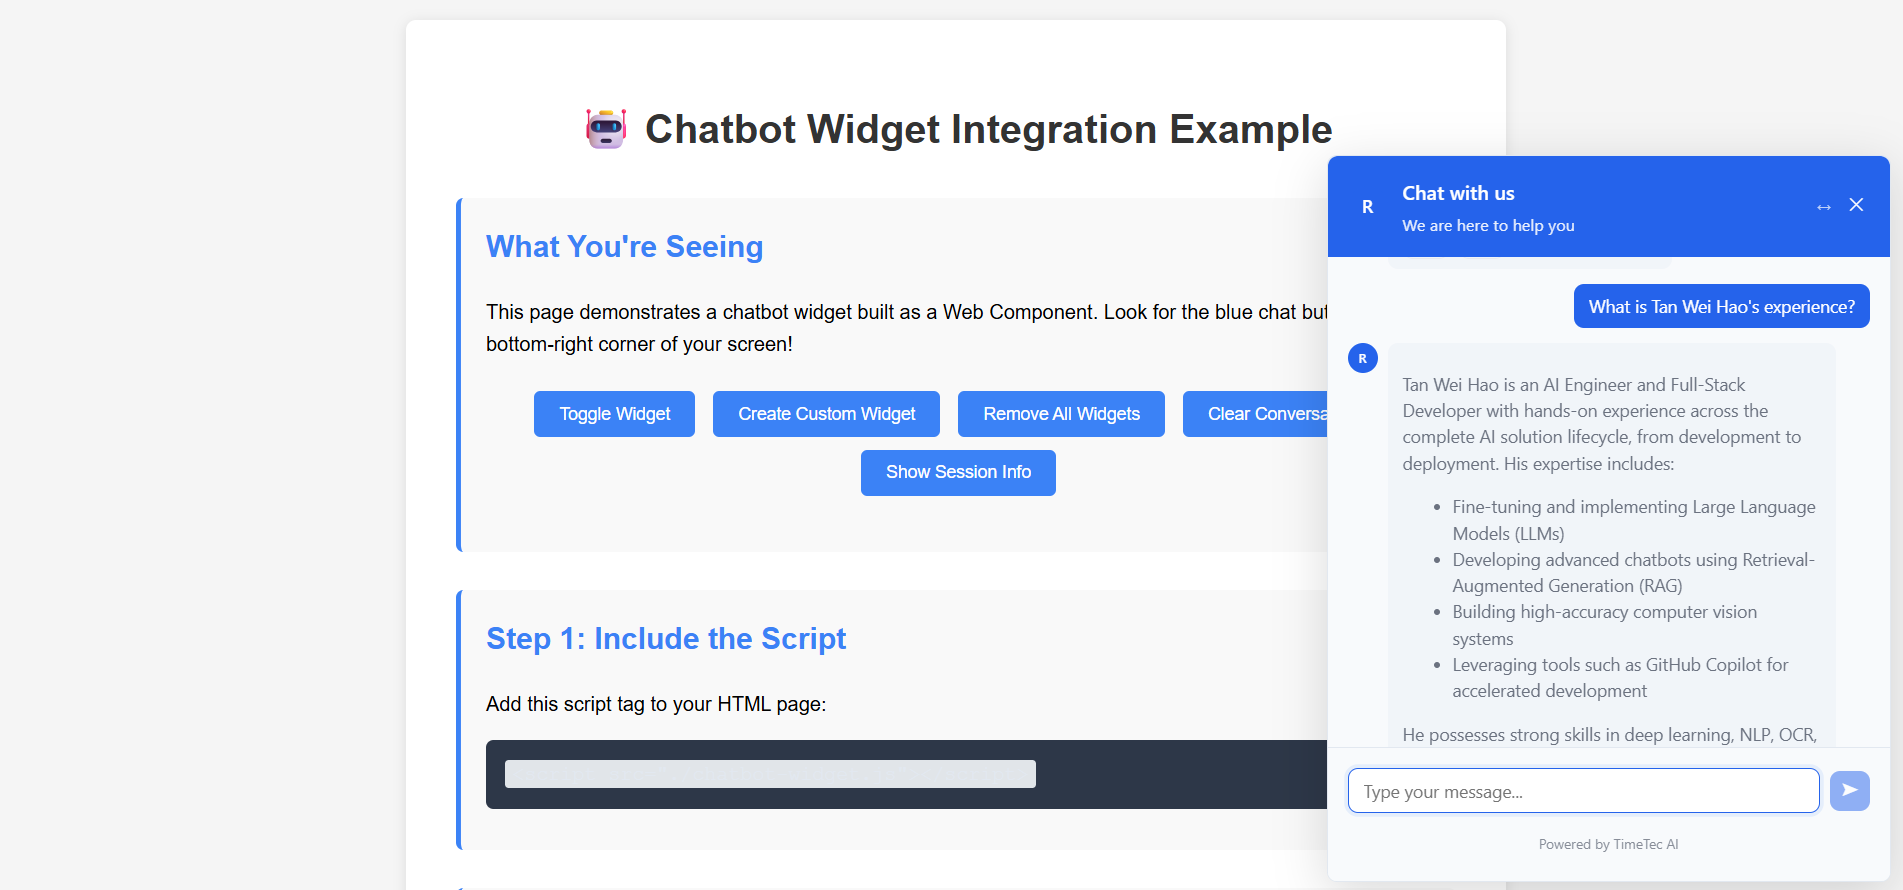 Chatbot Widget Integration Example
What You're Seeing
This page demonstrates a chatbot widget built as a Web Component. Look for the blue chat but
bottom-right corner of your screen!
Toggle Widget
Create Custom Widget
Remove All Widgets
Clear Conversa
Show Session Info
Step 1: Include the Script
Add this script tag to your HTML page:
R
Chat with us
We are here to help you
What is Tan Wei Hao's experience?
R
Tan Wei Hao is an AI Engineer and Full-Stack
Developer with hands-on experience across the
complete AI solution lifecycle, from development to
deployment. His expertise includes:
• Fine-tuning and implementing Large Language
Models (LLMs)
• Developing advanced chatbots using Retrieval-
Augmented Generation (RAG)
• Building high-accuracy computer vision
systems
• Leveraging tools such as GitHub Copilot for
accelerated development
He possesses strong skills in deep learning, NLP, OCR,
Type your message...
Powered by TimeTec AI